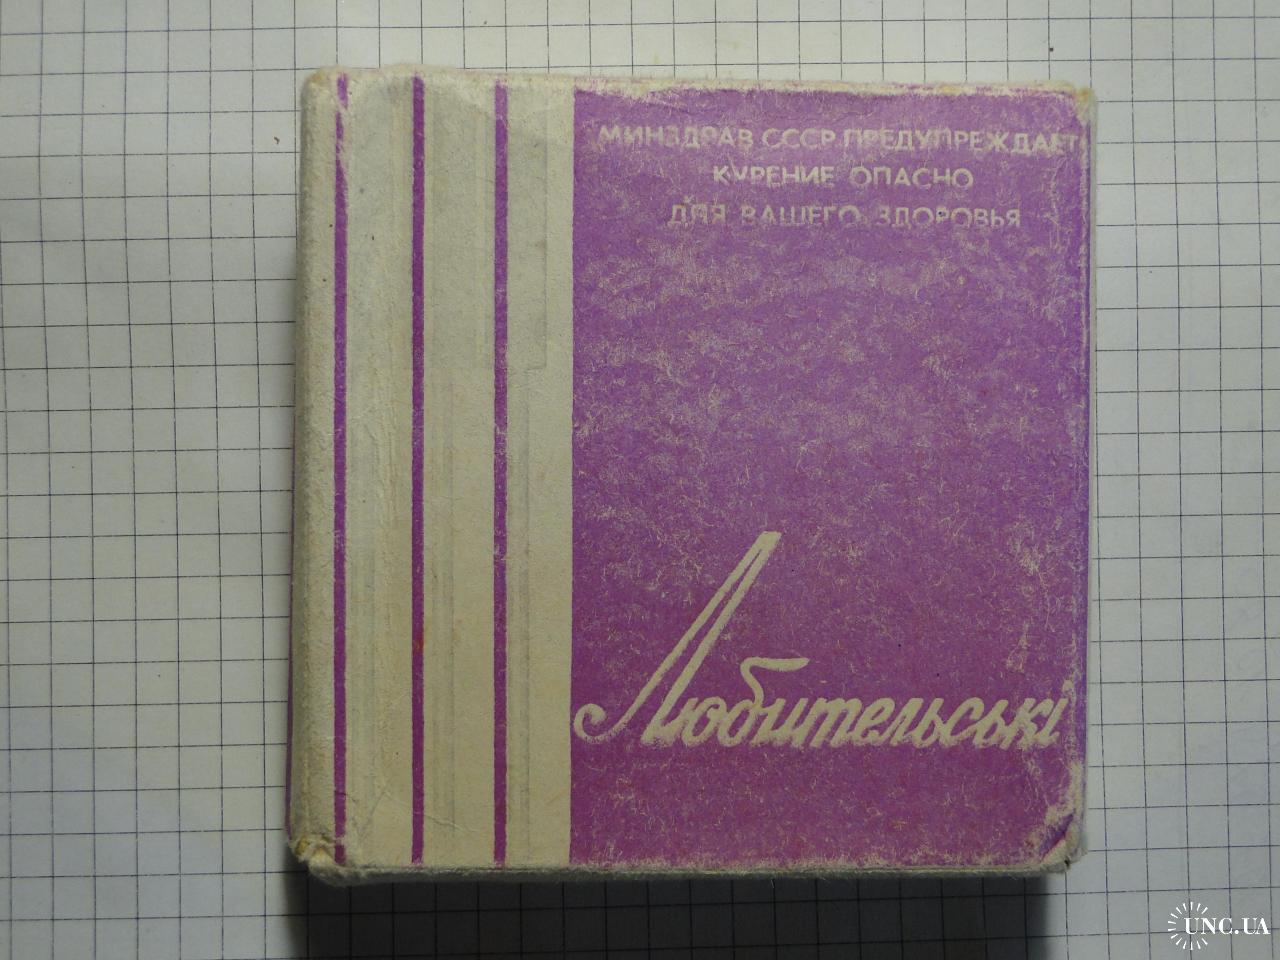 МИНЗДРАВ СССР ПРЕДУПРЕЖДАЕТ
КУРЕНИЕ ОПАСНО
ДЛЯ ВАШЕГО ЗДОРОВЬЯ
Любительські
UNC.UA